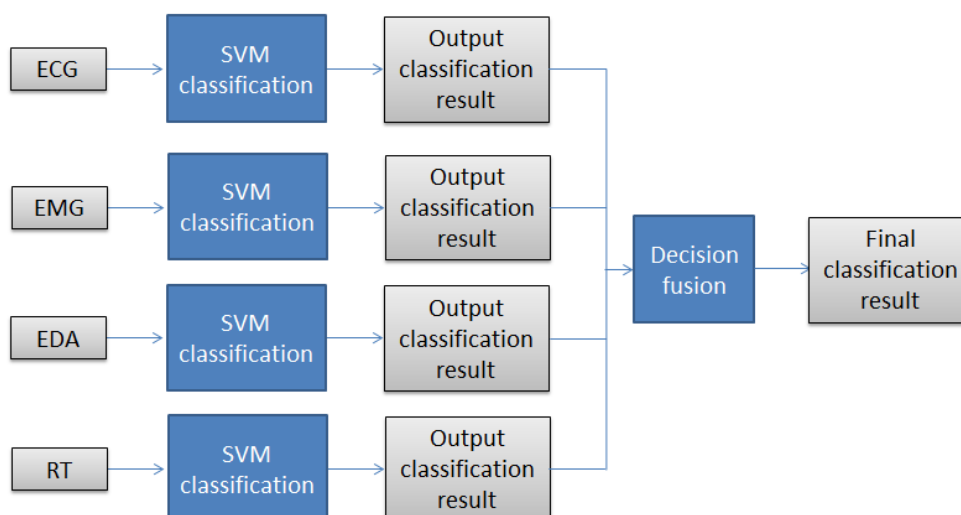 ECG
SVM
classification
Output
classification
result
EMG
SVM
classification
Output
classification
result
Decision
fusion
Final
classification
result
EDA
SVM
classification
Output
classification
result
RT
SVM
classification
Output
classification
result